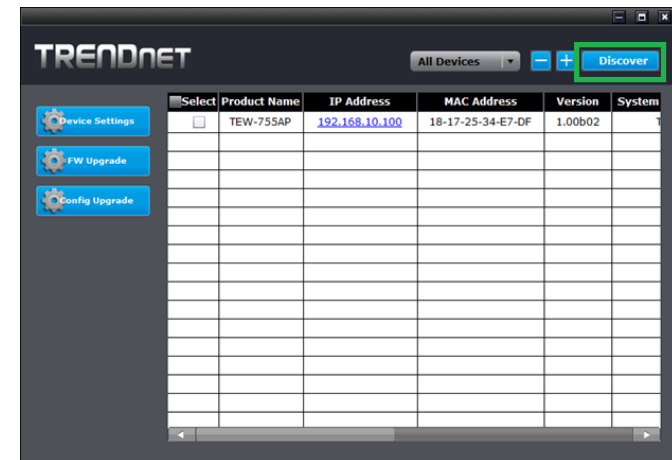 TRENDNET
All Devices
Discover
Select Product Name IP Address MAC Address Version System
Device Settings
TEW-755AP 192.168.10.100 18-17-25-34-E7-DF 1.00b02 T
FW Upgrade
Config Upgrade